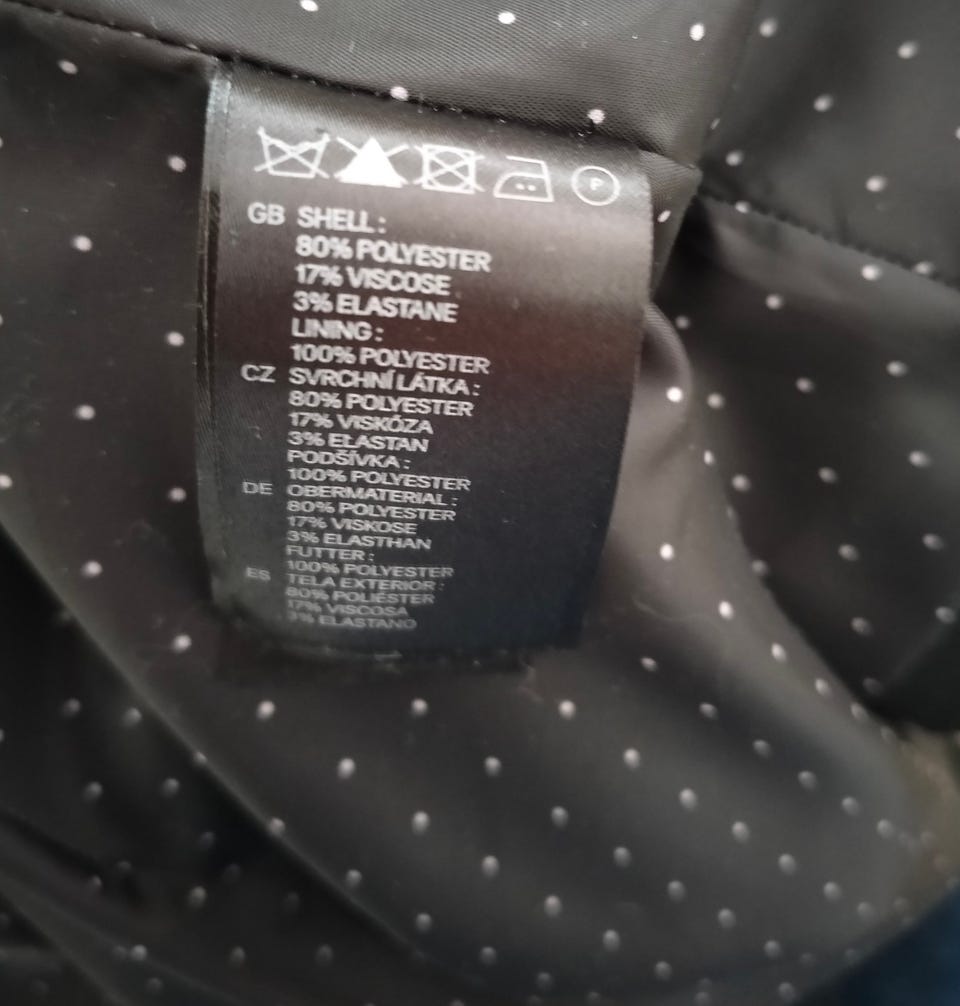 P
GB SHELL:
80% POLYESTER
17% VISCOSE
3% ELASTANE
LINING:
100% POLYESTER
CZ SVRCHNÍ LÁTKA:
80% POLYESTER
17% VISKÓZA
3% ELASTAN
PODŠÍVKA:
100% POLYESTER
DE OBERMATERIAL:
80% POLYESTER
17% VISKOSE
3% ELASTHAN
FUTTER:
100% POLYESTER
ES TELA EXTERIOR:
80% POLIÉSTER
17% VISCOSA
3% ELASTANO